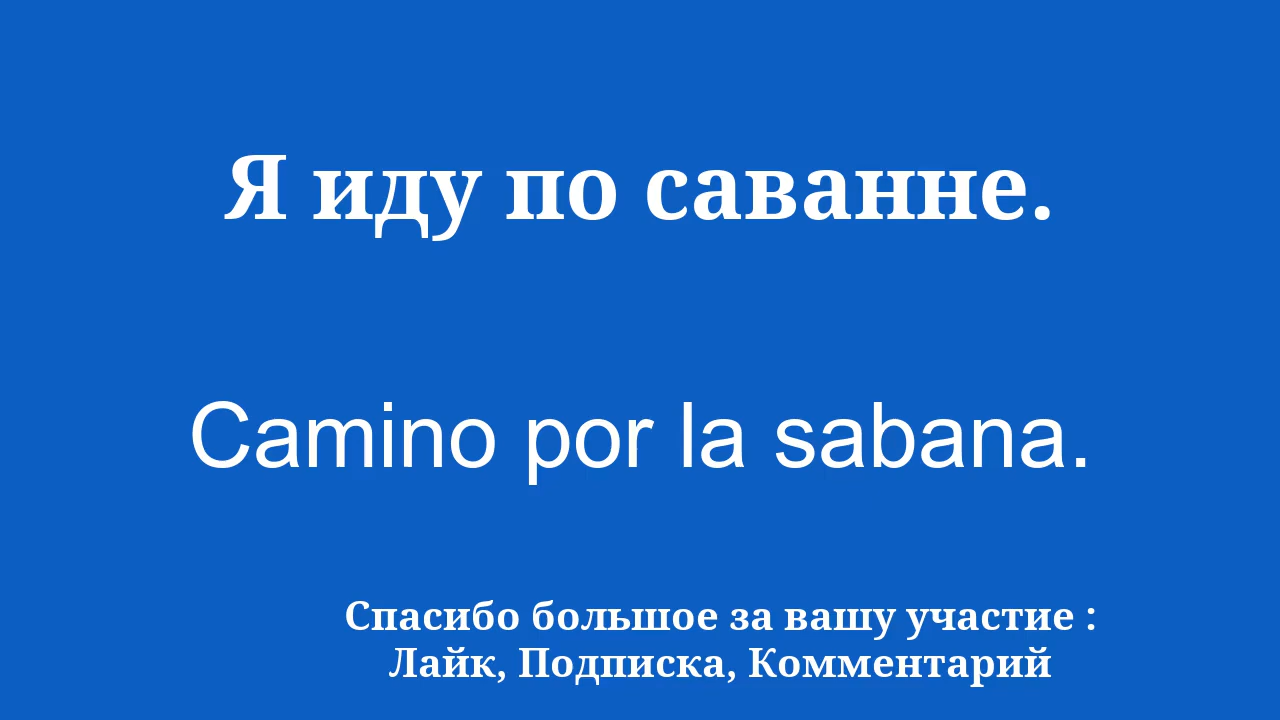 Я иду по саванне.
Camino por la sabana.
Спасибо большое за вашу участие :
Лайк, Подписка, Комментарий